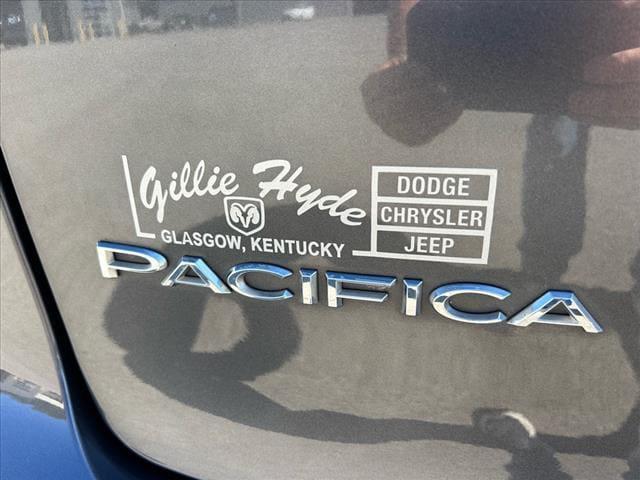 Gillie Hyde
GLASGOW, KENTUCKY
DODGE
CHRYSLER
JEEP
PACIFICA